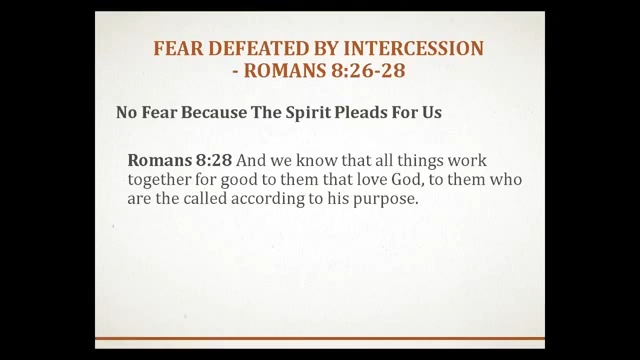 FEAR DEFEATED BY INTERCESSION
- ROMANS 8:26-28
No Fear Because The Spirit Pleads For Us
Romans 8:28 And we know that all things work
together for good to them that love God, to them who
are the called according to his purpose.